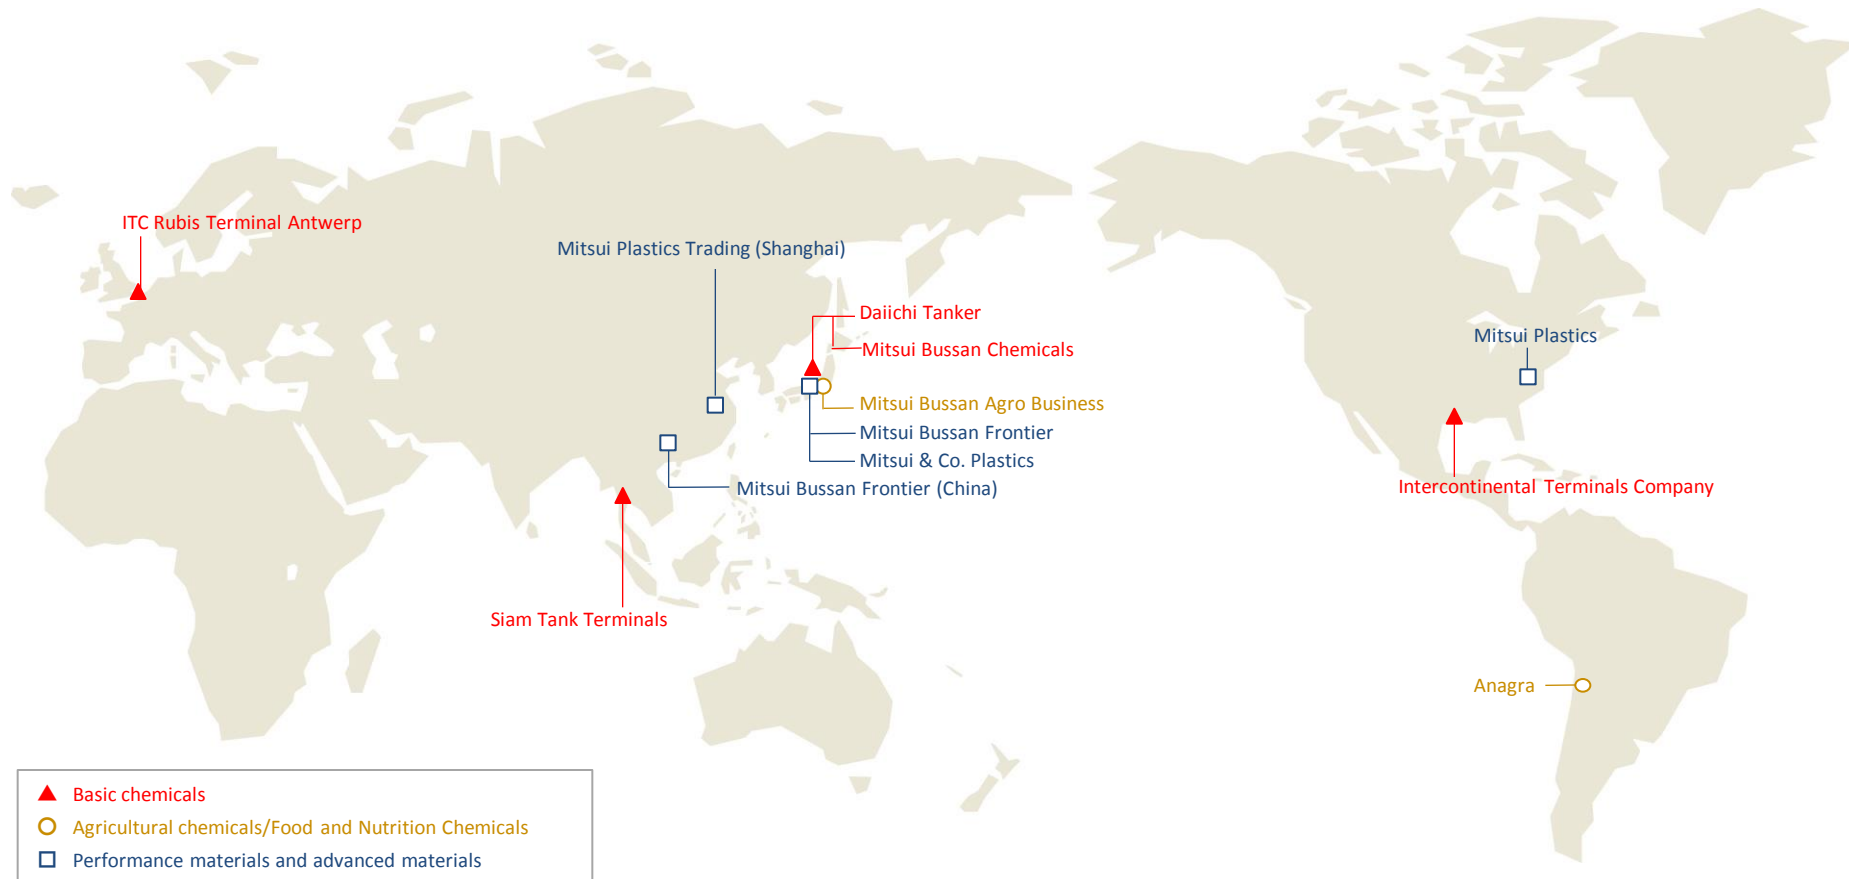 ITC Rubis Terminal Antwerp
Mitsui Plastics Trading (Shanghai)
Daiichi Tanker
Mitsui Bussan Chemicals
Mitsui Plastics
Mitsui Bussan Agro Business
Mitsui Bussan Frontier
Mitsui & Co. Plastics
Mitsui Bussan Frontier (China)
Intercontinental Terminals Company
Siam Tank Terminals
Anagra
Basic chemicals
Agricultural chemicals/Food and Nutrition Chemicals
Performance materials and advanced materials